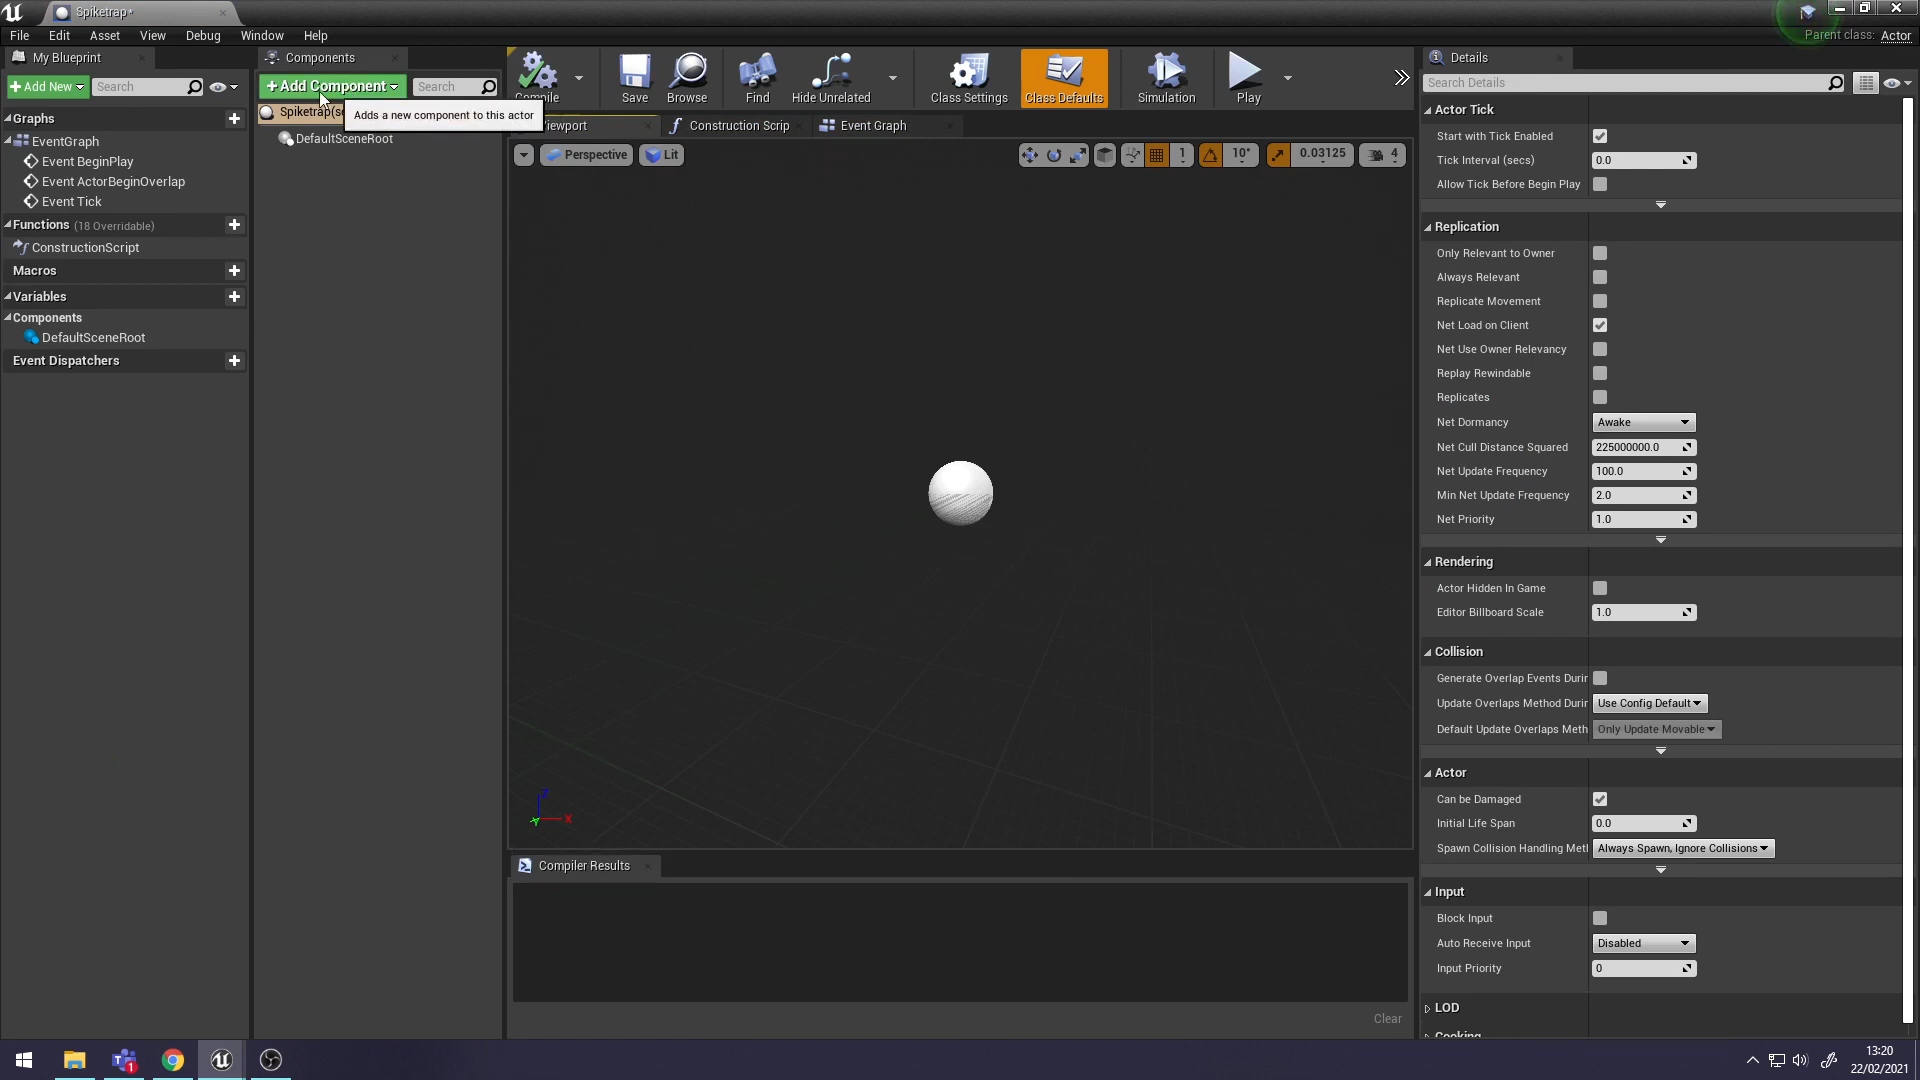 Spiketrap*
File Edit Asset View Debug Window Help
Parent class: Actor
My Blueprint
Components
Details
Add New
Search
+Add Component
Search
Compile
Save
Browse
Find
Hide Unrelated
Class Settings
Class Defaults
Simulation
Play
Search Details
Spiketrap(se
Adds a new component to this actor
DefaultSceneRoot
Graphs
EventGraph
Event BeginPlay
Event ActorBeginOverlap
Event Tick
Functions (18 Overridable)
ConstructionScript
Macros
Variables
Components
DefaultSceneRoot
Event Dispatchers
iewport
Construction Scrip
Event Graph
Perspective
Lit
1
10°
0.03125
4
Z
X
Y
Compiler Results
Clear
Actor Tick
Start with Tick Enabled
Tick Interval (secs) 0.0
Allow Tick Before Begin Play
Replication
Only Relevant to Owner
Always Relevant
Replicate Movement
Net Load on Client
Net Use Owner Relevancy
Replay Rewindable
Replicates
Net Dormancy Awake
Net Cull Distance Squared 225000000.0
Net Update Frequency 100.0
Min Net Update Frequency 2.0
Net Priority 1.0
Rendering
Actor Hidden In Game
Editor Billboard Scale 1.0
Collision
Generate Overlap Events Durin
Update Overlaps Method Durin Use Config Default
Default Update Overlaps Meth Only Update Movable
Actor
Can be Damaged
Initial Life Span 0.0
Spawn Collision Handling Meth Always Spawn, Ignore Collisions
Input
Block Input
Auto Receive Input Disabled
Input Priority 0
LOD
Cooking
1
13:20
22/02/2021